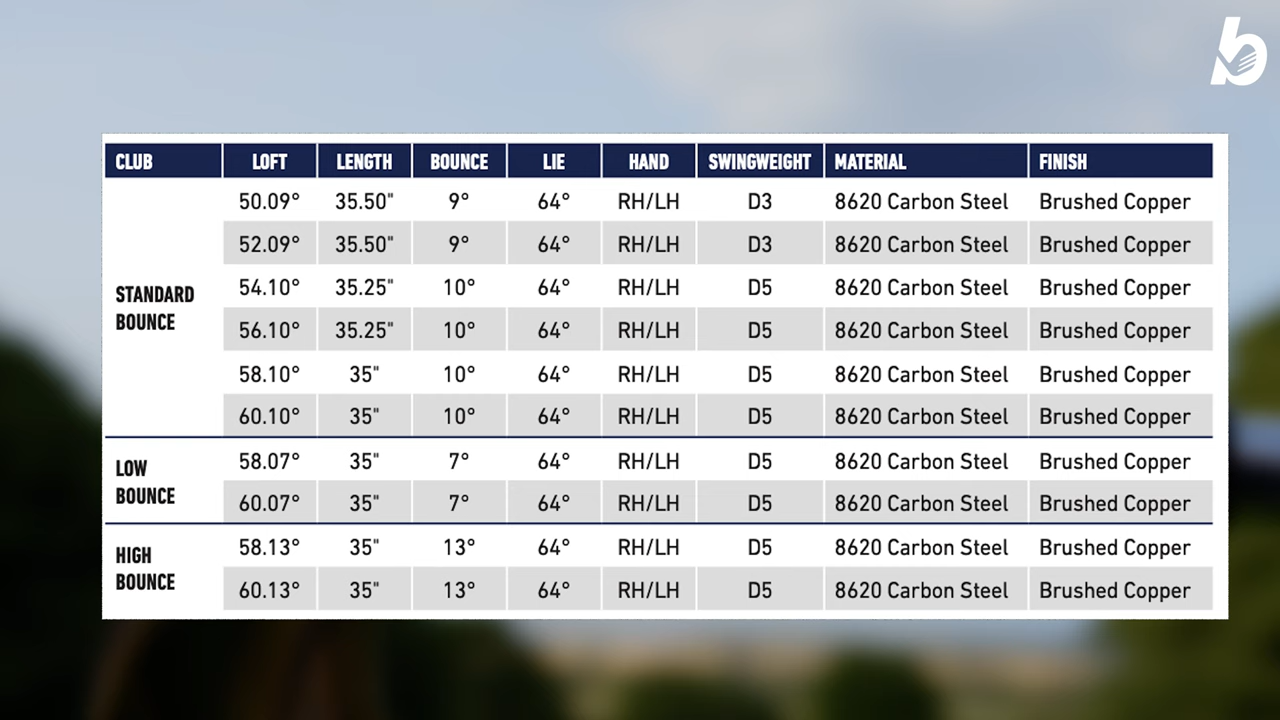 CLUB LOFT LENGTH BOUNCE LIE HAND SWINGWEIGHT MATERIAL FINISH
STANDARD
BOUNCE
50.09° 35.50" 9° 64° RH/LH D3 8620 Carbon Steel Brushed Copper
52.09° 35.50" 9° 64° RH/LH D3 8620 Carbon Steel Brushed Copper
54.10° 35.25" 10° 64° RH/LH D5 8620 Carbon Steel Brushed Copper
56.10° 35.25" 10° 64° RH/LH D5 8620 Carbon Steel Brushed Copper
58.10° 35" 10° 64° RH/LH D5 8620 Carbon Steel Brushed Copper
60.10° 35" 10° 64° RH/LH D5 8620 Carbon Steel Brushed Copper
LOW
BOUNCE
58.07° 35" 7° 64° RH/LH D5 8620 Carbon Steel Brushed Copper
60.07° 35" 7° 64° RH/LH D5 8620 Carbon Steel Brushed Copper
HIGH
BOUNCE
58.13° 35" 13° 64° RH/LH D5 8620 Carbon Steel Brushed Copper
60.13° 35" 13° 64° RH/LH D5 8620 Carbon Steel Brushed Copper